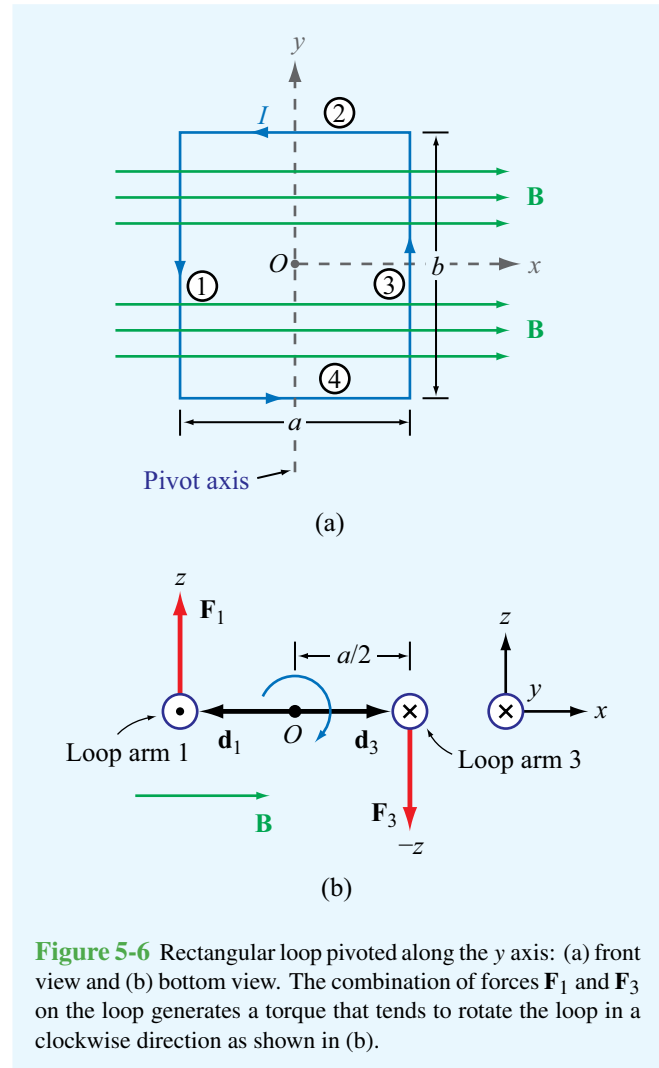 y
I
②
B
O
x
①
③
b
B
④
a
Pivot axis
(a)
z
F₁
a/2
z
y
x
Loop arm 1
d₁
O
d₃
Loop arm 3
B
F₃
−z
(b)
Figure 5-6 Rectangular loop pivoted along the y axis: (a) front
view and (b) bottom view. The combination of forces F₁ and F₃
on the loop generates a torque that tends to rotate the loop in a
clockwise direction as shown in (b).